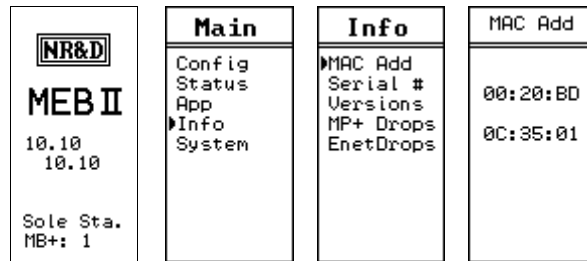 NR&D
MEB II
10.10
10.10
Sole Sta.
MB+: 1
Main
Config
Status
App
Info
System
Info
MAC Add
Serial #
Versions
MP+ Drops
EnetDrops
MAC Add
00:20:BD
0C:35:01